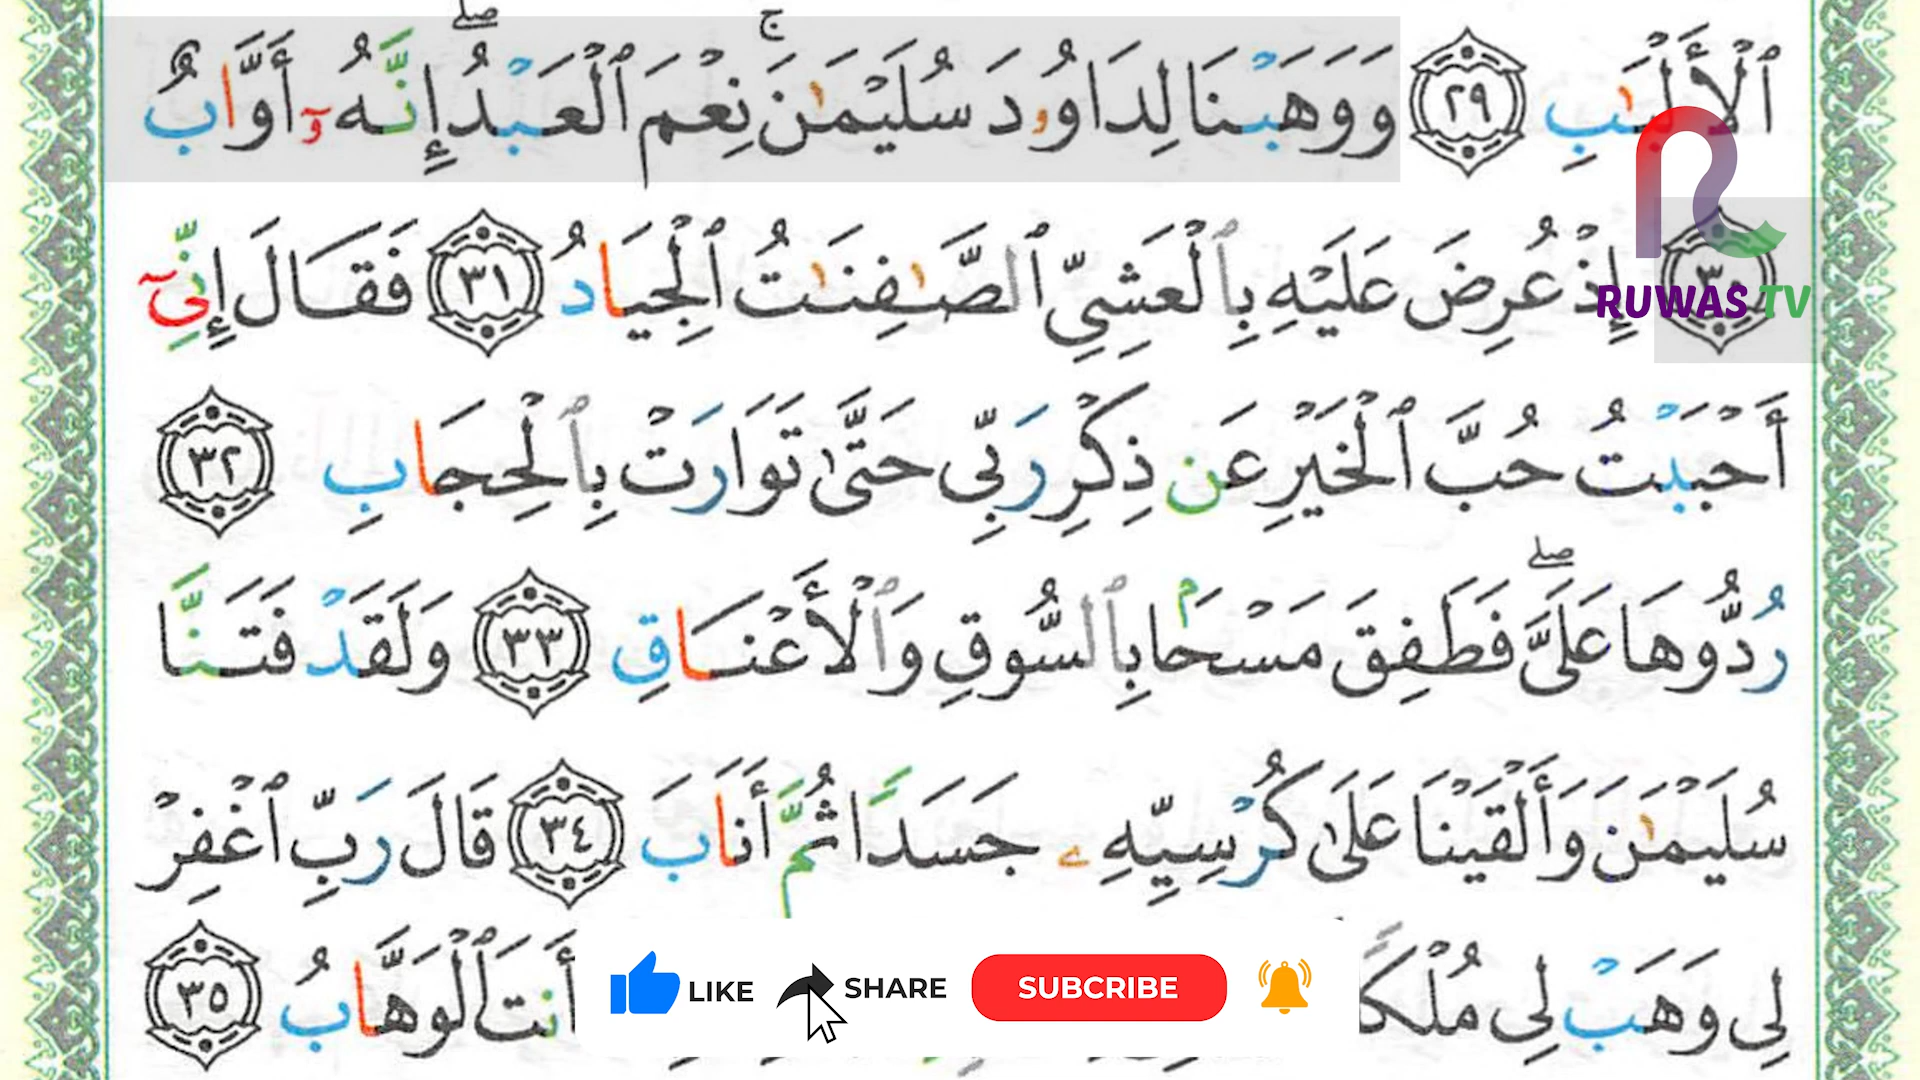 ٱلْأَلْبَـٰبِ ٢٩ وَوَهَبْنَا لِدَاوُۥدَ سُلَيْمَـٰنَ ۚ نِعْمَ ٱلْعَبْدُ ۖ إِنَّهُۥٓ أَوَّابٌ
٣٠ إِذْ عُرِضَ عَلَيْهِ بِٱلْعَشِىِّ ٱلصَّـٰفِنَـٰتُ ٱلْجِيَادُ ٣١ فَقَالَ إِنِّىٓ
أَحْبَبْتُ حُبَّ ٱلْخَيْرِ عَن ذِكْرِ رَبِّى حَتَّىٰ تَوَارَتْ بِٱلْحِجَابِ ٣٢
رُدُّوهَا عَلَىَّ ۖ فَطَفِقَ مَسْحًۢا بِٱلسُّوقِ وَٱلْأَعْنَاقِ ٣٣ وَلَقَدْ فَتَنَّا
سُلَيْمَـٰنَ وَأَلْقَيْنَا عَلَىٰ كُرْسِيِّهِۦ جَسَدًا ثُمَّ أَنَابَ ٣٤ قَالَ رَبِّ ٱغْفِرْ
لِى وَهَبْ لِى مُلْكًا أَنتَ ٱلْوَهَّابُ ٣٥
RUWAS TV
LIKE SHARE SUBCRIBE